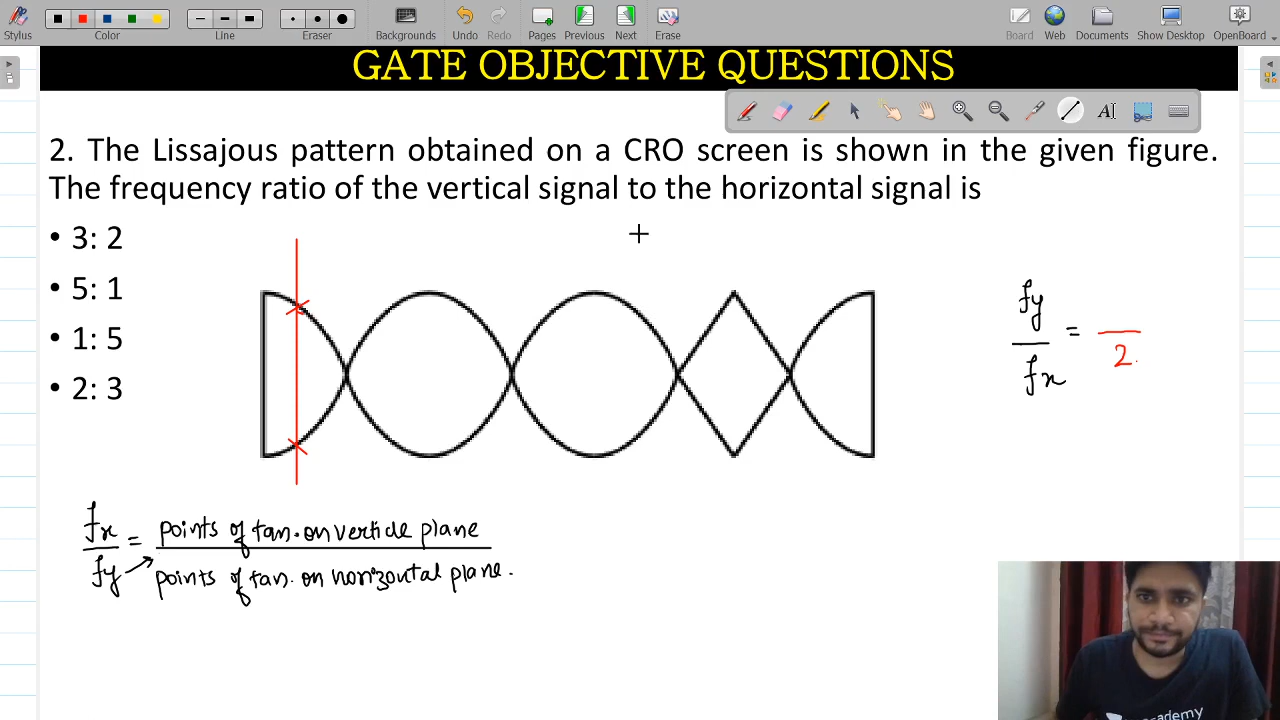 Stylus
Color
Line
Eraser
Backgrounds
Undo
Redo
Pages
Previous
Next
Erase
Board
Web
Documents
Show Desktop
OpenBoard
GATE OBJECTIVE QUESTIONS
2. The Lissajous pattern obtained on a CRO screen is shown in the given figure.
The frequency ratio of the vertical signal to the horizontal signal is
• 3: 2
• 5: 1
• 1: 5
• 2: 3
fy
=
2
fx
fx
= points of tan. on verticle plane
fy
points of tan. on horizontal plane.